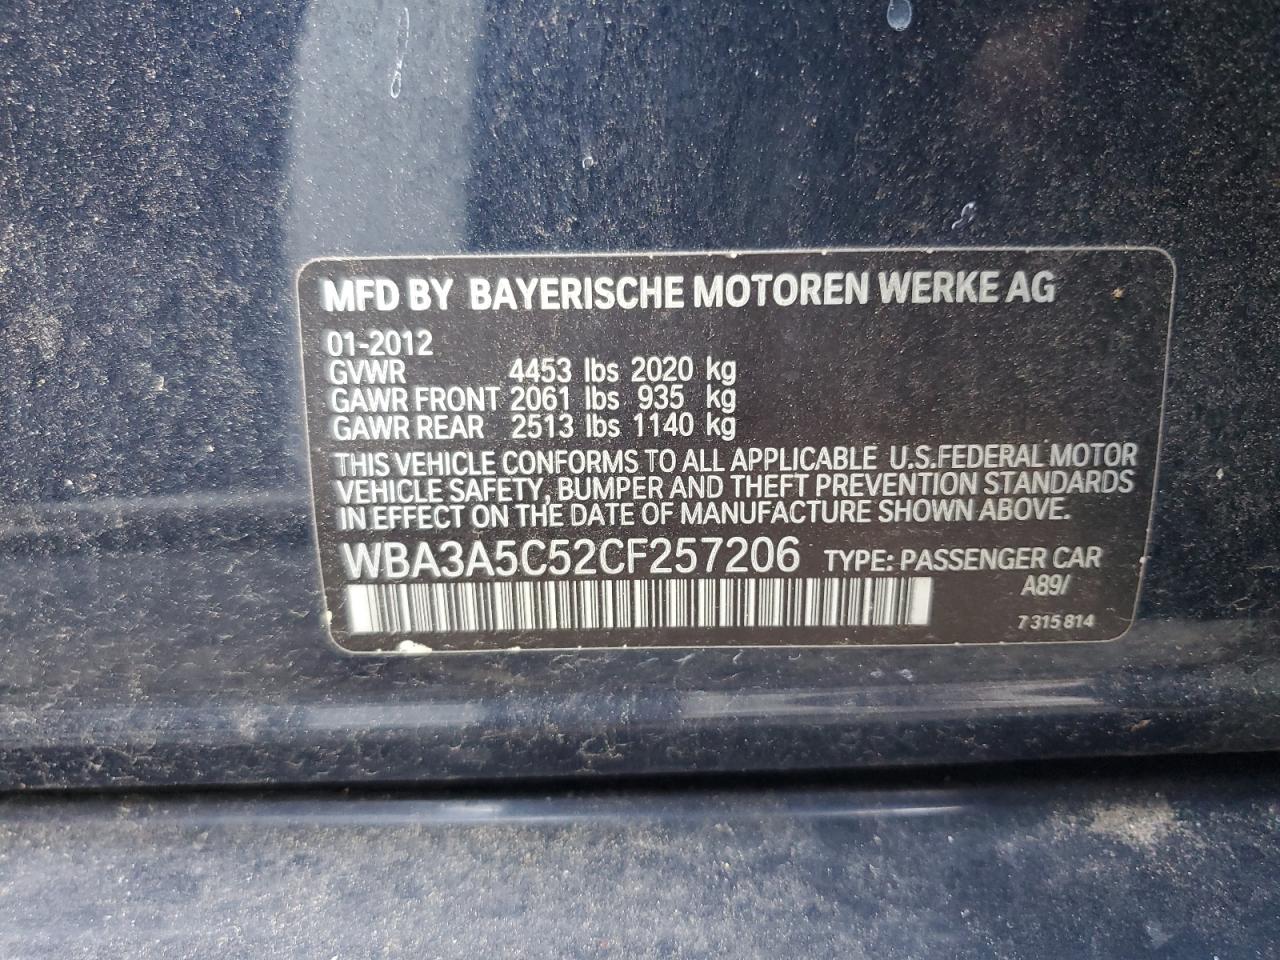 MFD BY BAYERISCHE MOTOREN WERKE AG
01-2012
GVWR 4453 lbs 2020 kg
GAWR FRONT 2061 lbs 935 kg
GAWR REAR 2513 lbs 1140 kg
THIS VEHICLE CONFORMS TO ALL APPLICABLE U.S.FEDERAL MOTOR
VEHICLE SAFETY, BUMPER AND THEFT PREVENTION STANDARDS
IN EFFECT ON THE DATE OF MANUFACTURE SHOWN ABOVE.
WBA3A5C52CF257206 TYPE: PASSENGER CAR
A89/
7 315 814